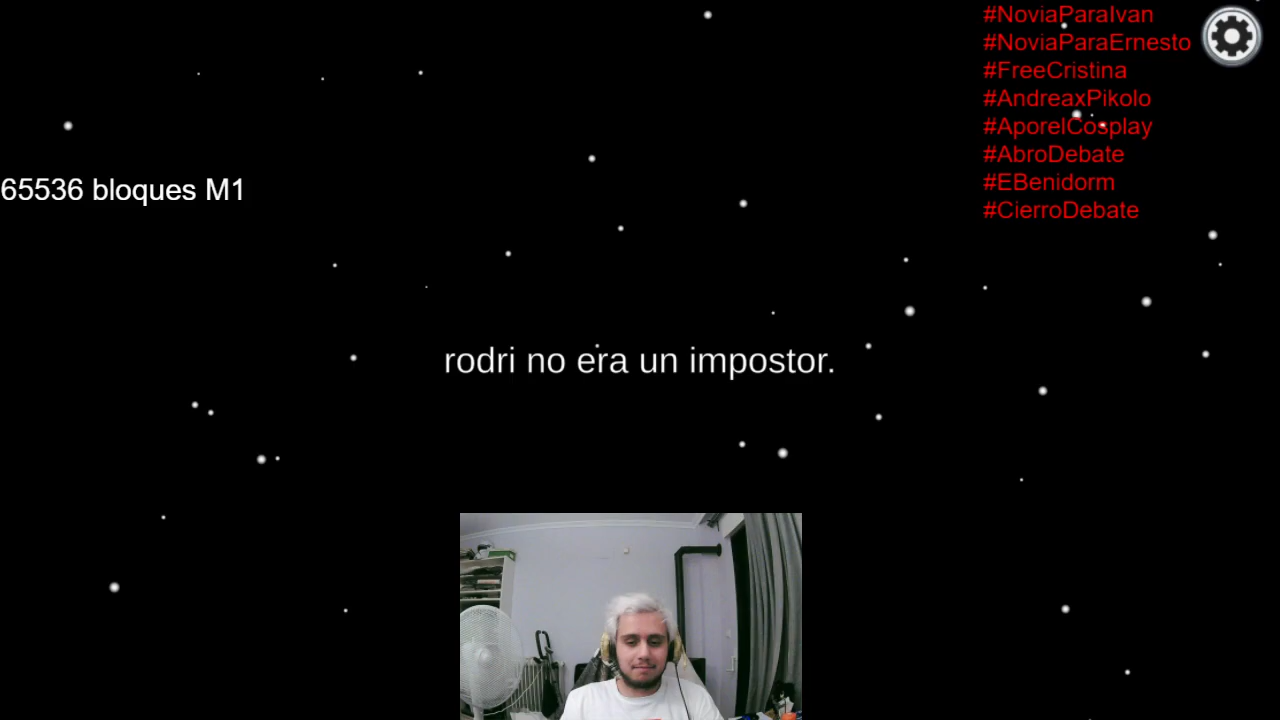 #NoviaParaIvan
#NoviaParaErnesto
#FreeCristina
#AndreaxPikolo
#AporelCosplay
#AbroDebate
#EBenidorm
#CierroDebate
65536 bloques M1
rodri no era un impostor.